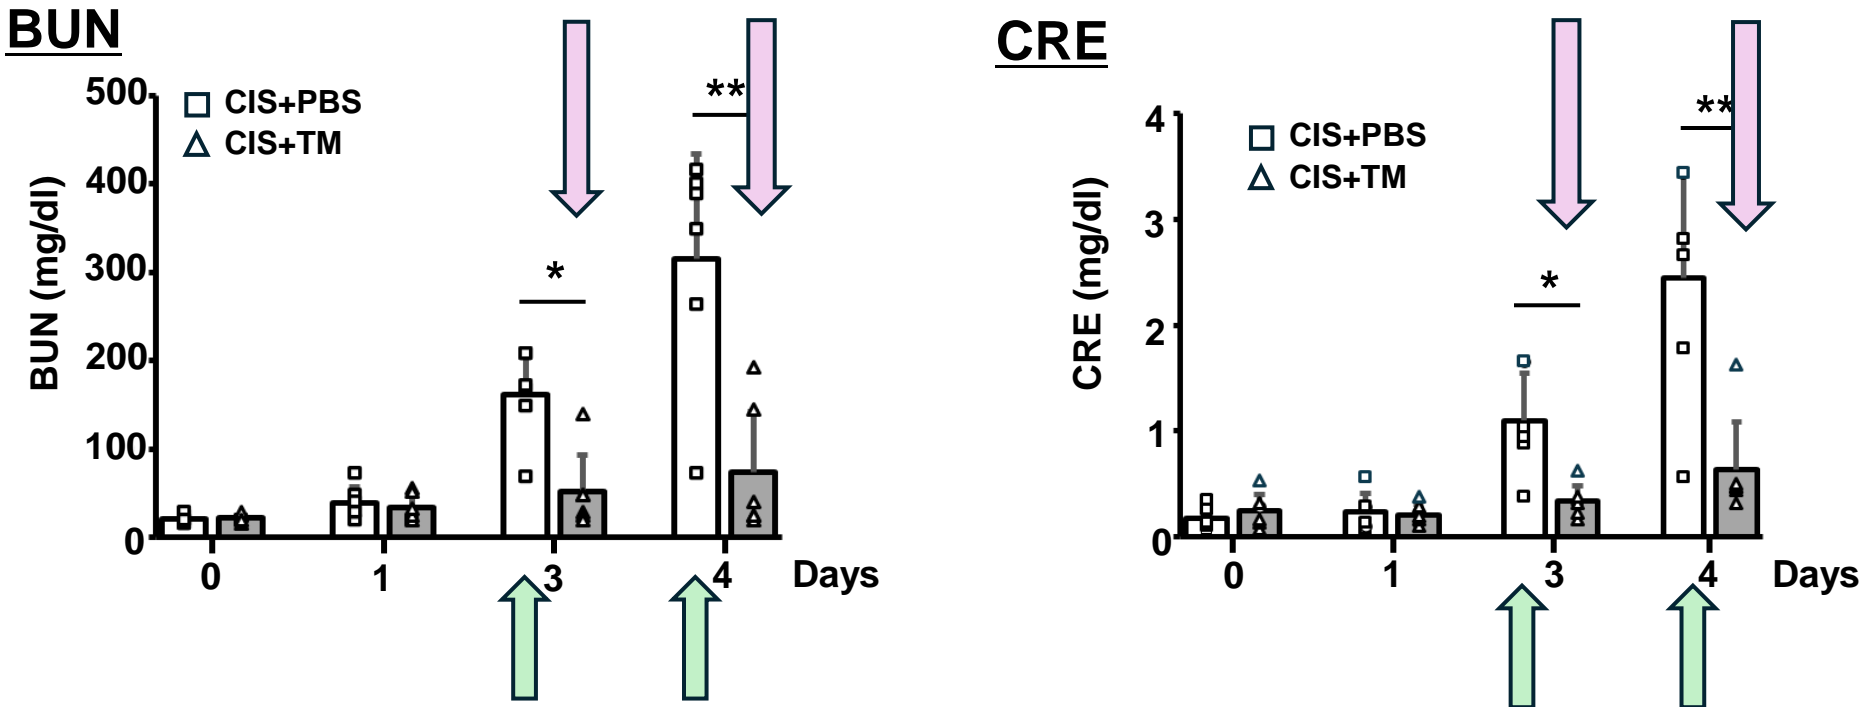 BUN
500
400
300
200
100
0
BUN (mg/dl)
CIS+PBS
CIS+TM
*
**
0 1 3 4 Days
CRE
4
3
2
1
0
CRE (mg/dl)
CIS+PBS
CIS+TM
*
**
0 1 3 4 Days